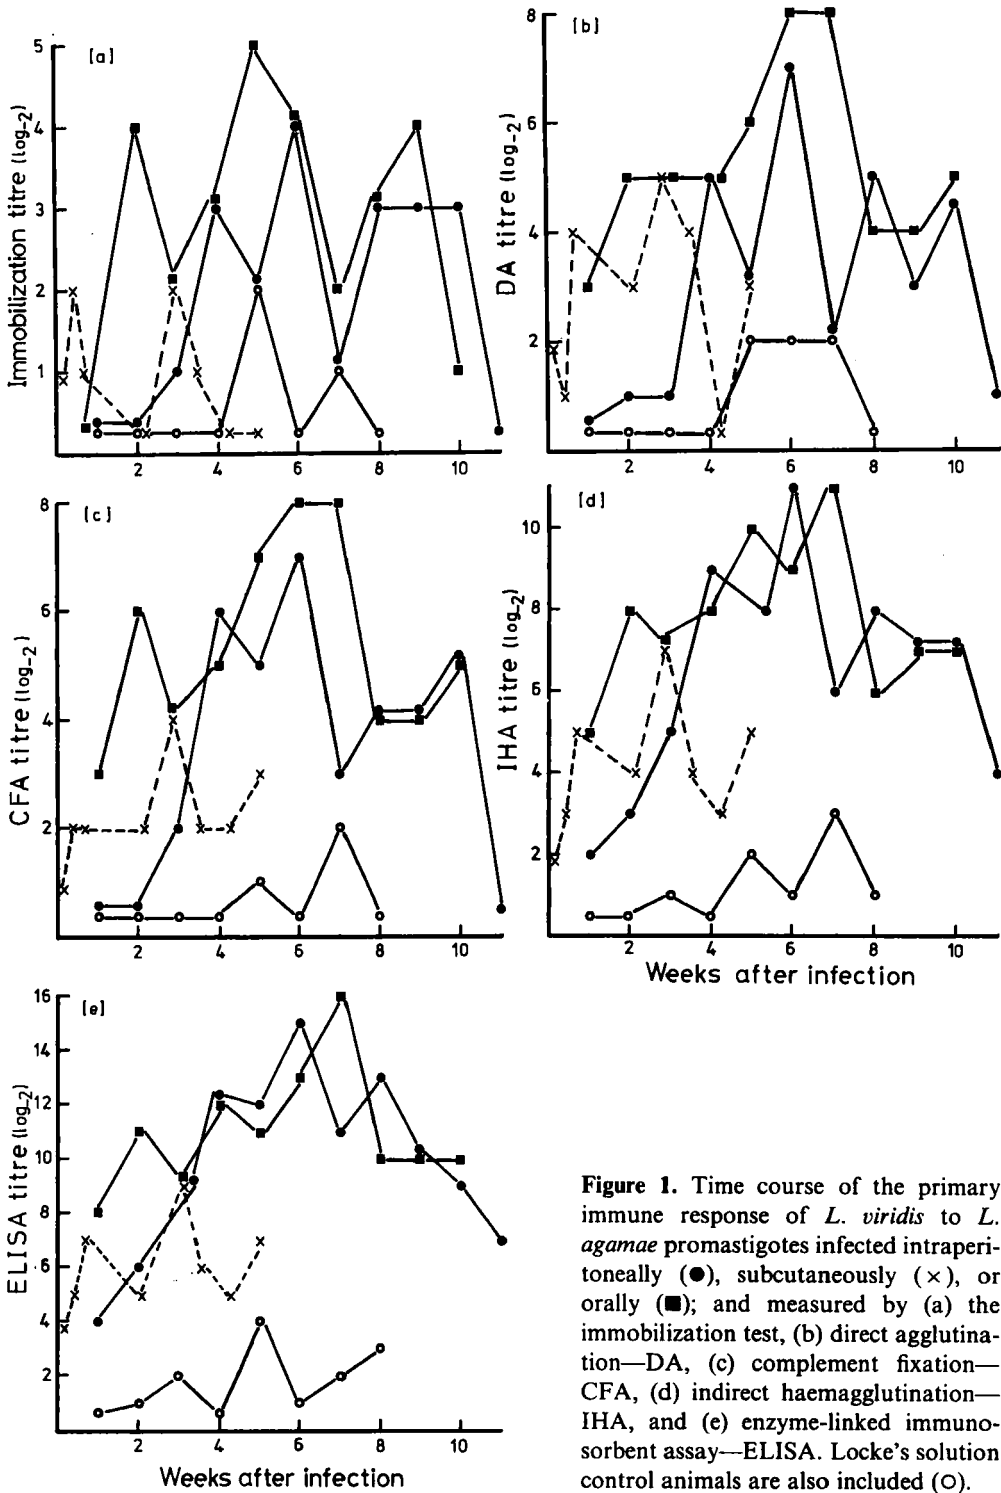 [a]
Immobilization titre (log-2)
5
4
3
2
1
2 4 6 8 10
[b]
DA titre (log-2)
8
6
4
2
2 4 6 8 10
[c]
CFA titre (log-2)
8
6
4
2
2 4 6 8 10
[d]
IHA titre (log-2)
10
8
6
4
2
2 4 6 8 10
Weeks after infection
[e]
ELISA titre (log-2)
16
14
12
10
8
6
4
2
2 4 6 8 10
Weeks after infection
Figure 1. Time course of the primary
immune response of L. viridis to L.
agamae promastigotes infected intraperi-
toneally (●), subcutaneously (×), or
orally (■); and measured by (a) the
immobilization test, (b) direct agglutina-
tion—DA, (c) complement fixation—
CFA, (d) indirect haemagglutination—
IHA, and (e) enzyme-linked immuno-
sorbent assay—ELISA. Locke's solution
control animals are also included (○).